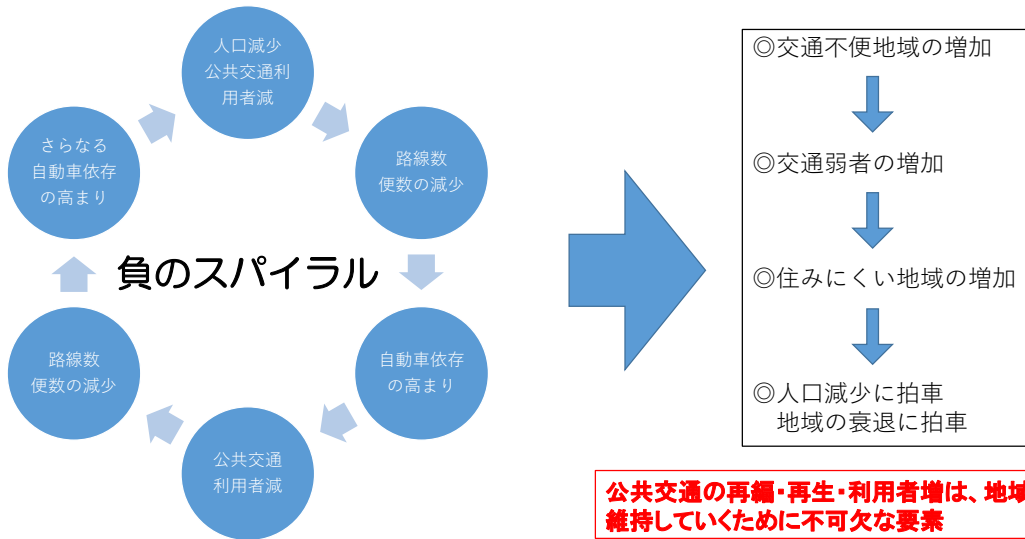 人口減少
公共交通利
用者減
路線数
便数の減少
自動車依存
の高まり
公共交通
利用者減
路線数
便数の減少
さらなる
自動車依存
の高まり
負のスパイラル
◎交通不便地域の増加
◎交通弱者の増加
◎住みにくい地域の増加
◎人口減少に拍車
地域の衰退に拍車
公共交通の再編・再生・利用者増は、地域
維持していくために不可欠な要素